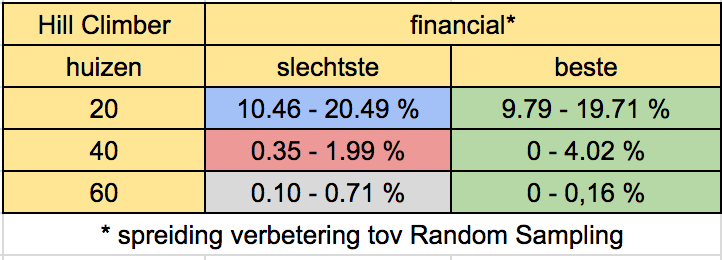 Hill Climber financial*
huizen slechtste beste
20 10.46 - 20.49 % 9.79 - 19.71 %
40 0.35 - 1.99 % 0 - 4.02 %
60 0.10 - 0.71 % 0 - 0,16 %
* spreiding verbetering tov Random Sampling